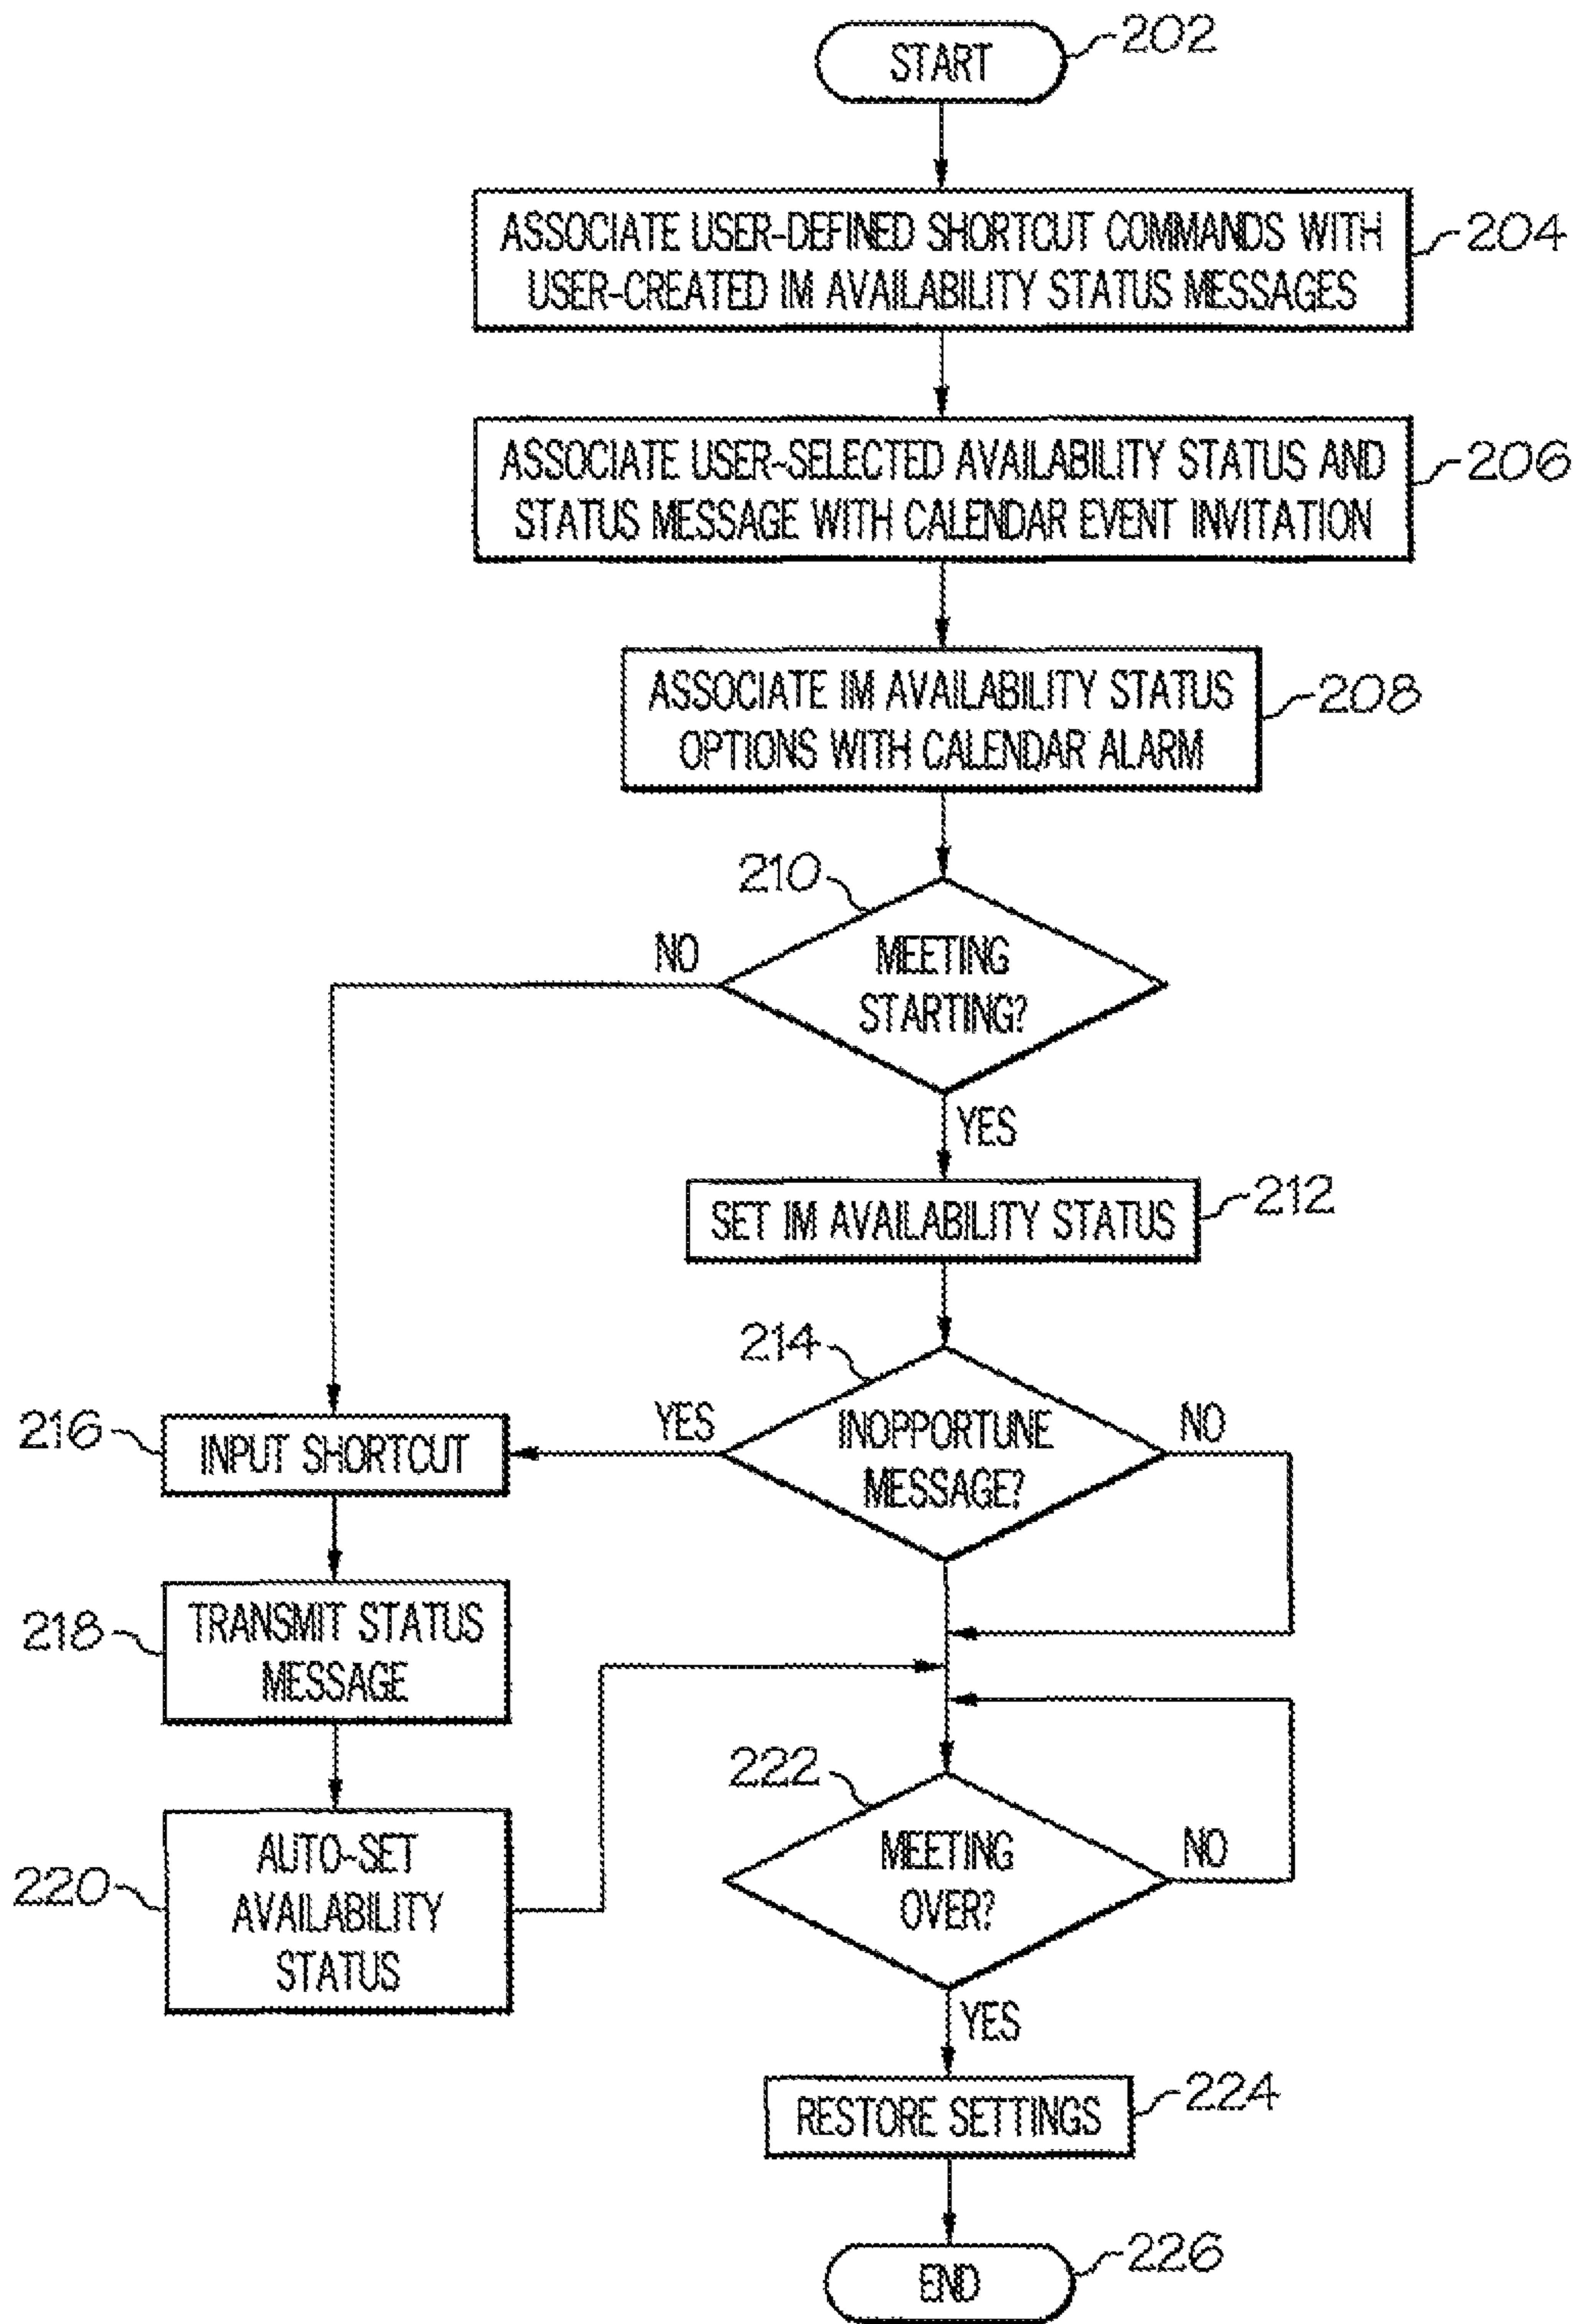 START
202
ASSOCIATE USER-DEFINED SHORTCUT COMMANDS WITH
USER-CREATED IM AVAILABILITY STATUS MESSAGES
204
ASSOCIATE USER-SELECTED AVAILABILITY STATUS AND
STATUS MESSAGE WITH CALENDAR EVENT INVITATION
206
ASSOCIATE IM AVAILABILITY STATUS
OPTIONS WITH CALENDAR ALARM
208
210
MEETING
STARTING?
NO
YES
SET IM AVAILABILITY STATUS
212
214
INOPPORTUNE
MESSAGE?
YES
NO
216
INPUT SHORTCUT
218
TRANSMIT STATUS
MESSAGE
220
AUTO-SET
AVAILABILITY
STATUS
222
MEETING
OVER?
NO
YES
RESTORE SETTINGS
224
END
226